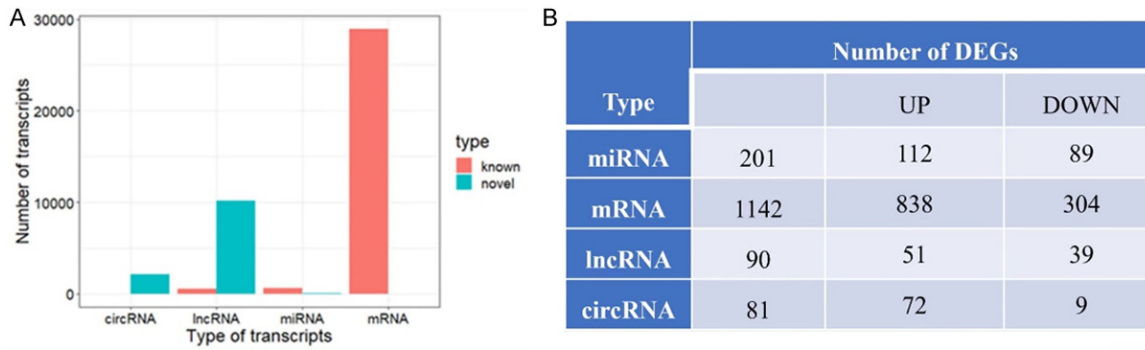 A
30000
20000
10000
0
Number of transcripts
circRNA lncRNA miRNA mRNA
Type of transcripts
type
known
novel
B
Number of DEGs
Type UP DOWN
miRNA 201 112 89
mRNA 1142 838 304
lncRNA 90 51 39
circRNA 81 72 9